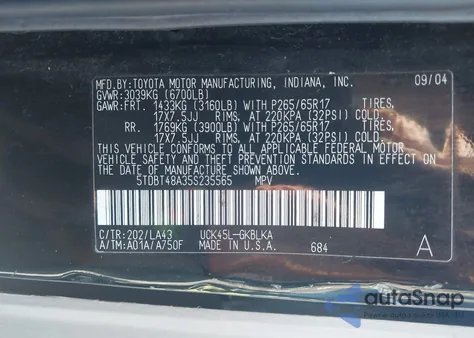 MFD.BY:TOYOTA MOTOR MANUFACTURING, INDIANA, INC. 09/04
GVWR:3039KG (6700LB)
GAWR:FRT. 1433KG (3160LB) WITH P265/65R17 TIRES,
17X7.5JJ RIMS, AT 220KPA (32PSI) COLD.
RR. 1769KG (3900LB) WITH P265/65R17 TIRES,
17X7.5JJ RIMS, AT 220KPA (32PSI) COLD.
THIS VEHICLE CONFORMS TO ALL APPLICABLE FEDERAL MOTOR
VEHICLE SAFETY AND BUMPER STANDARDS IN EFFECT ON
THE DATE OF MANUFACTURE SHOWN ABOVE.
5TDBT48A35S235565 MPV
C/TR:202/LA43 UCK45L-GKBLKA
A/TM:A01A/A750F MADE IN U.S.A. 684 A
autoSnap